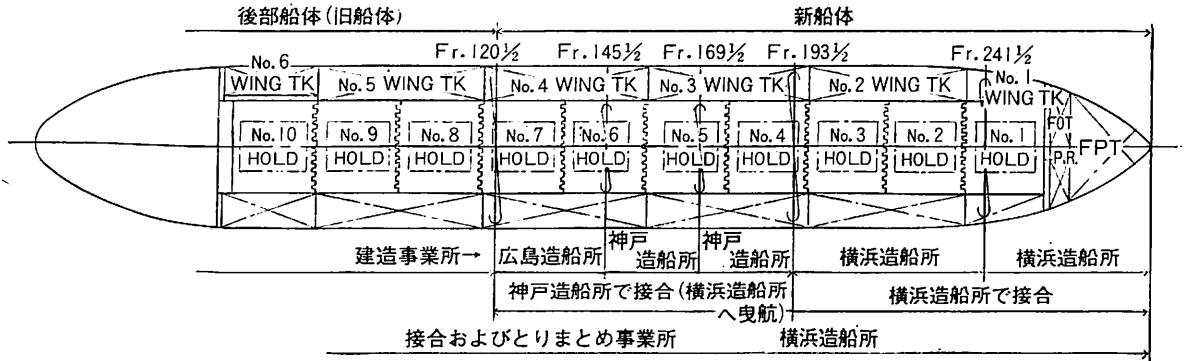 後部船体(旧船体)
新船体
Fr.120½
Fr.145½
Fr.169½
Fr.193½
Fr.241½
No.6
WING TK
No.5 WING TK
No.4 WING TK
No.3 WING TK
No.2 WING TK
No.1
WING TK
No.10
HOLD
No.9
HOLD
No.8
HOLD
No.7
HOLD
No.6
HOLD
No.5
HOLD
No.4
HOLD
No.3
HOLD
No.2
HOLD
No.1
HOLD
FOT
P.R.
FPT
建造事業所→
広島造船所
神戸
造船所
神戸
造船所
横浜造船所
横浜造船所
神戸造船所で接合(横浜造船所
へ曳航)
横浜造船所で接合
接合およびとりまとめ事業所
横浜造船所